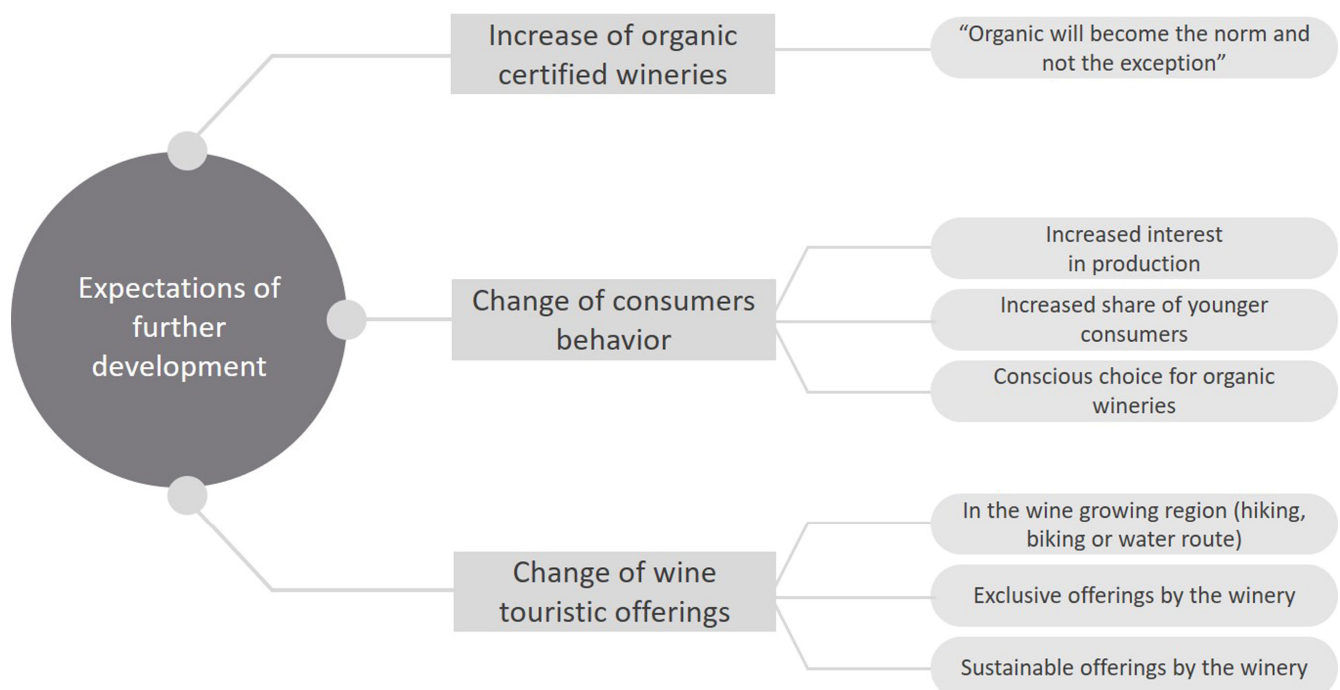 Expectations of
further
development
Increase of organic
certified wineries
“Organic will become the norm and
not the exception”
Change of consumers
behavior
Increased interest
in production
Increased share of younger
consumers
Conscious choice for organic
wineries
Change of wine
touristic offerings
In the wine growing region (hiking,
biking or water route)
Exclusive offerings by the winery
Sustainable offerings by the winery